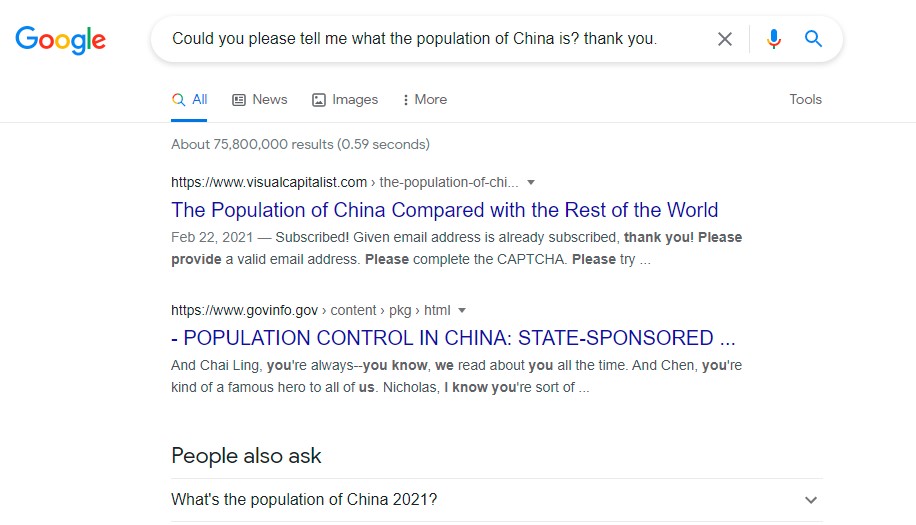 Google
Could you please tell me what the population of China is? thank you.
All News Images More Tools
About 75,800,000 results (0.59 seconds)
https://www.visualcapitalist.com › the-population-of-chi...
The Population of China Compared with the Rest of the World
Feb 22, 2021 — Subscribed! Given email address is already subscribed, thank you! Please
provide a valid email address. Please complete the CAPTCHA. Please try ...
https://www.govinfo.gov › content › pkg › html
- POPULATION CONTROL IN CHINA: STATE-SPONSORED ...
And Chai Ling, you're always--you know, we read about you all the time. And Chen, you're
kind of a famous hero to all of us. Nicholas, I know you're sort of ...
People also ask
What's the population of China 2021?